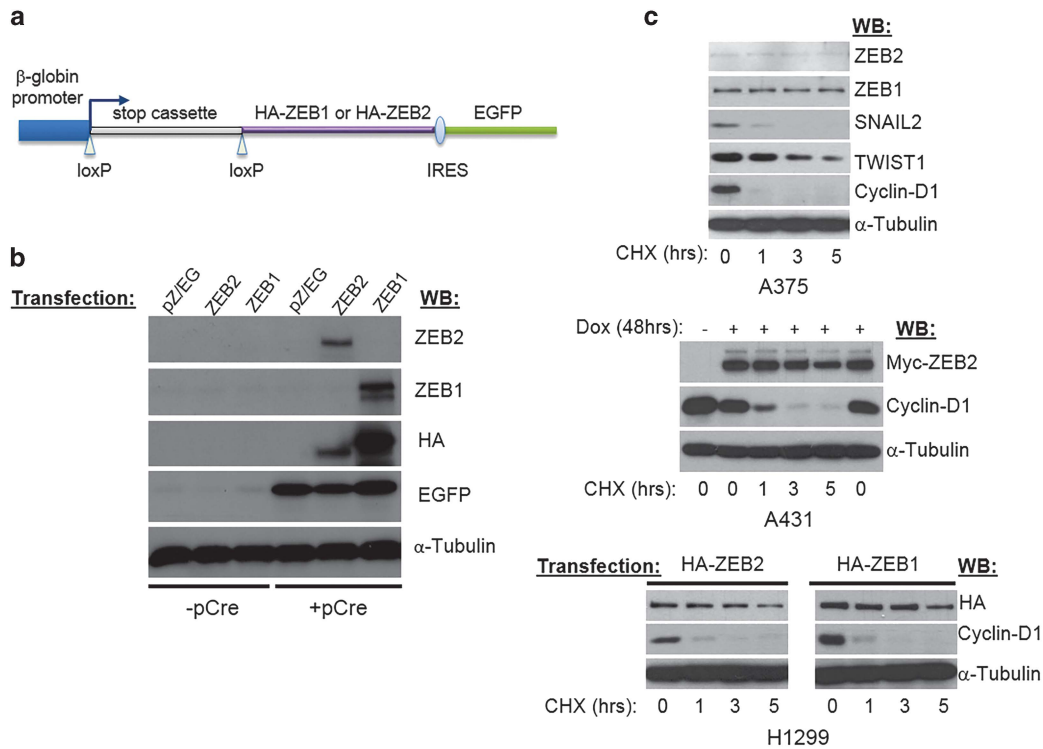 a
β-globin
promoter
stop cassette
HA-ZEB1 or HA-ZEB2
EGFP
loxP
loxP
IRES
b
Transfection:
pZ/EG
ZEB2
ZEB1
pZ/EG
ZEB2
ZEB1
WB:
ZEB2
ZEB1
HA
EGFP
α-Tubulin
-pCre
+pCre
c
WB:
ZEB2
ZEB1
SNAIL2
TWIST1
Cyclin-D1
α-Tubulin
CHX (hrs): 0 1 3 5
A375
Dox (48hrs): - + + + + + WB:
Myc-ZEB2
Cyclin-D1
α-Tubulin
CHX (hrs): 0 0 1 3 5 0
A431
Transfection: HA-ZEB2 HA-ZEB1 WB:
HA
Cyclin-D1
α-Tubulin
CHX (hrs): 0 1 3 5 0 1 3 5
H1299